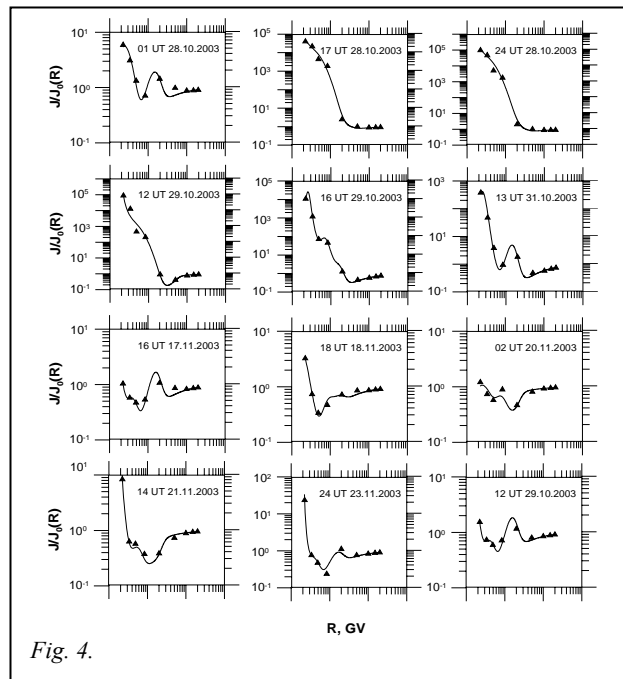 10¹
01 UT 28.10.2003
10⁰
10⁻¹
J/J₀(R)
10⁵
17 UT 28.10.2003
10³
10¹
10⁻¹
10⁵
24 UT 28.10.2003
10³
10¹
10⁻¹
10⁵
12 UT 29.10.2003
10³
10¹
10⁻¹
J/J₀(R)
10⁵
16 UT 29.10.2003
10³
10¹
10⁻¹
10³
13 UT 31.10.2003
10¹
10⁻¹
10¹
16 UT 17.11.2003
10⁰
10⁻¹
J/J₀(R)
10¹
18 UT 18.11.2003
10⁰
10⁻¹
10¹
02 UT 20.11.2003
10⁰
10⁻¹
10¹
14 UT 21.11.2003
10⁰
10⁻¹
J/J₀(R)
10²
24 UT 23.11.2003
10¹
10⁰
10⁻¹
10¹
12 UT 29.10.2003
10⁰
10⁻¹
R, GV
Fig. 4.